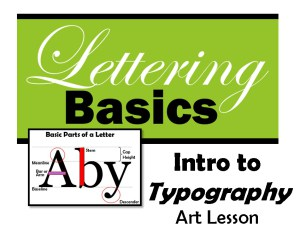 Lettering
Basics
Basic Parts of a Letter
Stem
Cap
Height
Meanline
Bar or
Arm
Aby
Baseline
Descender
Intro to
Typography
Art Lesson